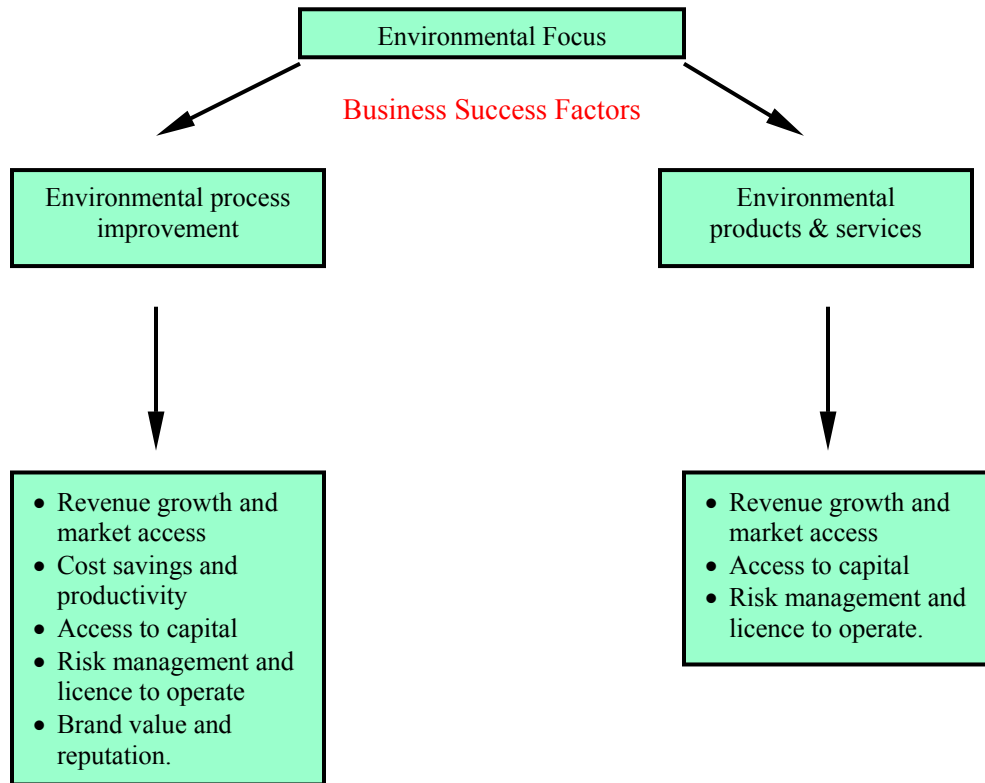 Environmental Focus
Business Success Factors
Environmental process
improvement
Environmental
products & services
• Revenue growth and
market access
• Cost savings and
productivity
• Access to capital
• Risk management and
licence to operate
• Brand value and
reputation.
• Revenue growth and
market access
• Access to capital
• Risk management and
licence to operate.